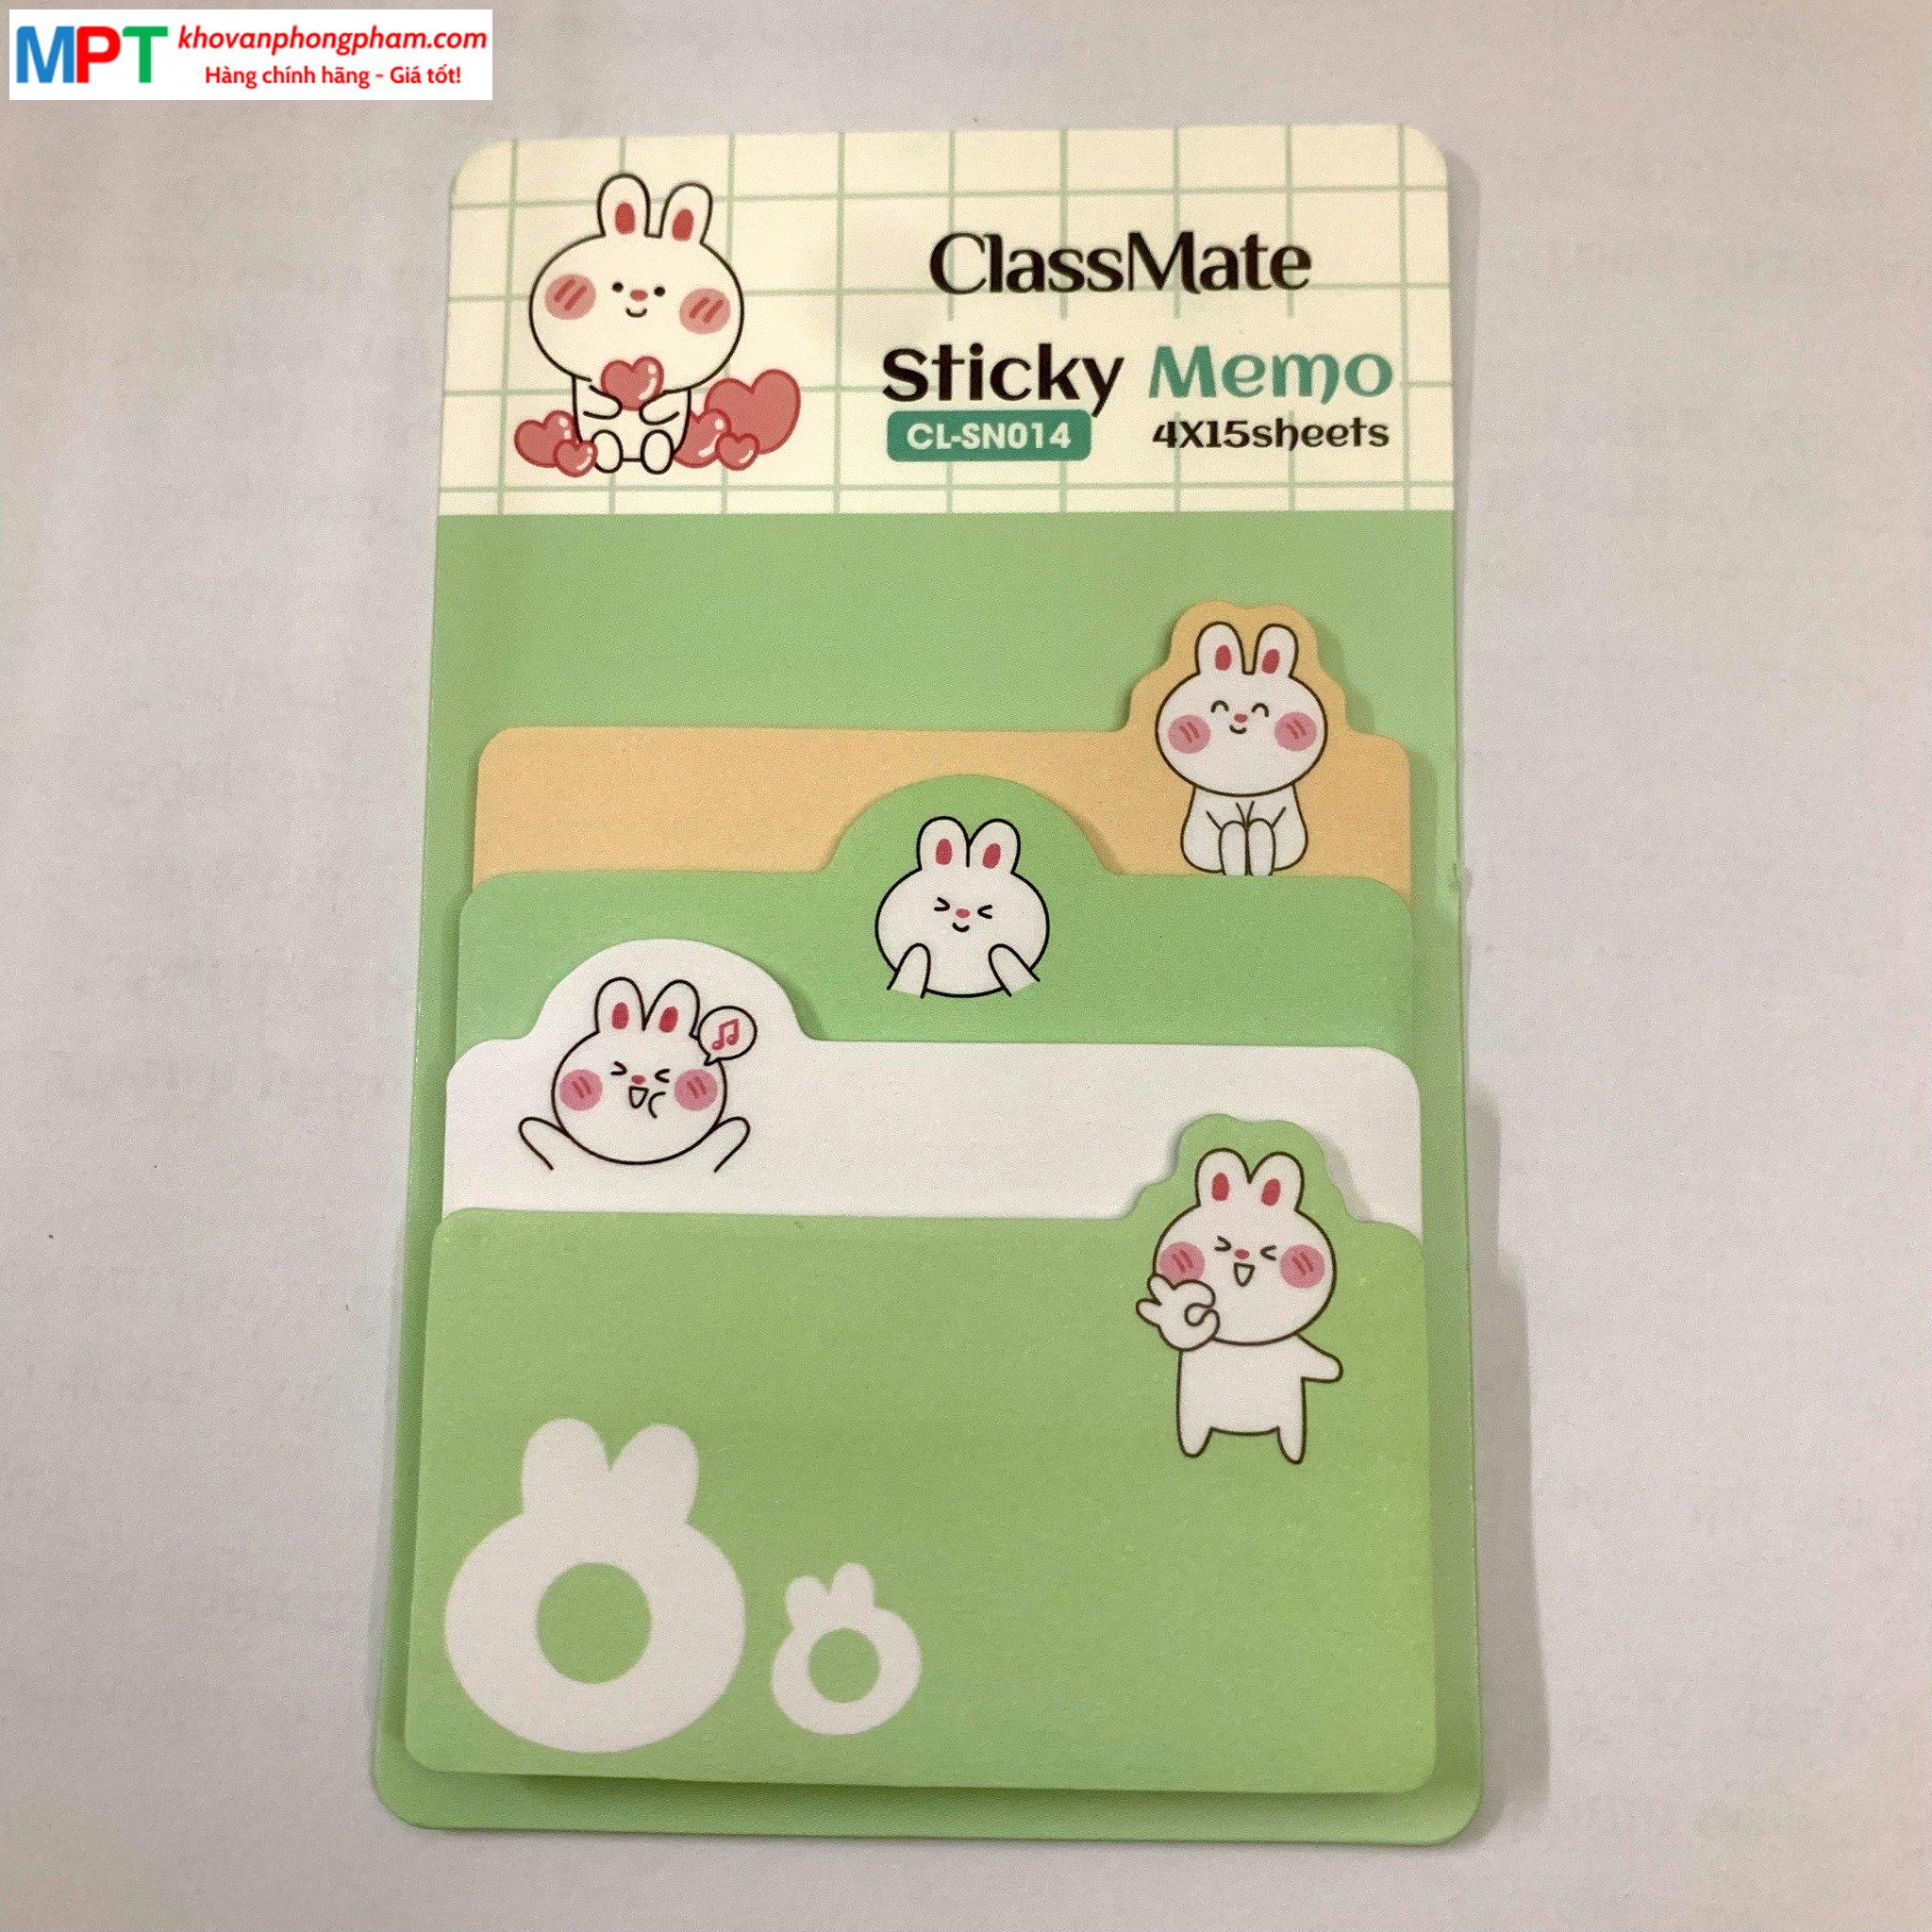 MPT khovanphongpham.com
Hàng chính hãng - Giá tốt!
ClassMate
Sticky Memo
CL-SN014 4X15sheets